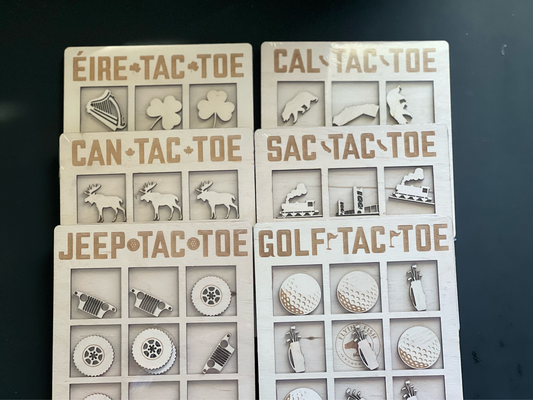 ÉIRE TAC TOE
CAL TAC TOE
CAN TAC TOE
SAC TAC TOE
JEEP TAC TOE
GOLF TAC TOE